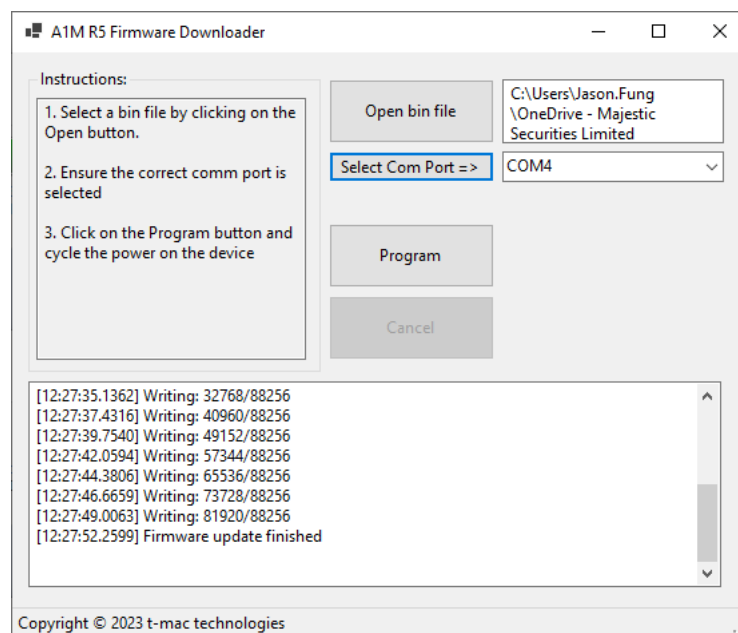 A1M R5 Firmware Downloader
Instructions:
1. Select a bin file by clicking on the
Open button.
2. Ensure the correct comm port is
selected
3. Click on the Program button and
cycle the power on the device
Open bin file
C:\Users\Jason.Fung
\OneDrive - Majestic
Securities Limited
Select Com Port =>
COM4
Program
Cancel
[12:27:35.1362] Writing: 32768/88256
[12:27:37.4316] Writing: 40960/88256
[12:27:39.7540] Writing: 49152/88256
[12:27:42.0594] Writing: 57344/88256
[12:27:44.3806] Writing: 65536/88256
[12:27:46.6659] Writing: 73728/88256
[12:27:49.0063] Writing: 81920/88256
[12:27:52.2599] Firmware update finished
Copyright © 2023 t-mac technologies